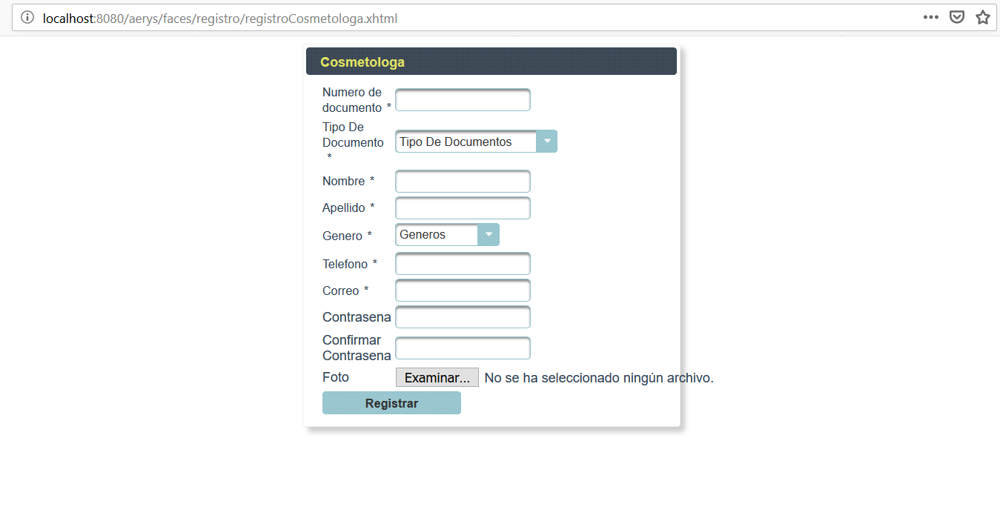 localhost:8080/aerys/faces/registro/registroCosmetologa.xhtml
Cosmetologa
Numero de
documento *
Tipo De
Documento
*
Tipo De Documentos
Nombre *
Apellido *
Genero *
Generos
Telefono *
Correo *
Contrasena
Confirmar
Contrasena
Foto
Examinar... No se ha seleccionado ningún archivo.
Registrar